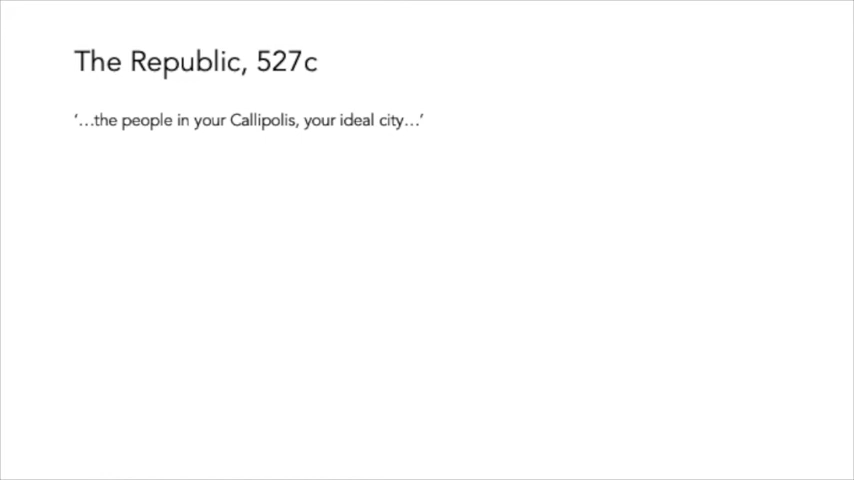 The Republic, 527c
‘…the people in your Callipolis, your ideal city…’